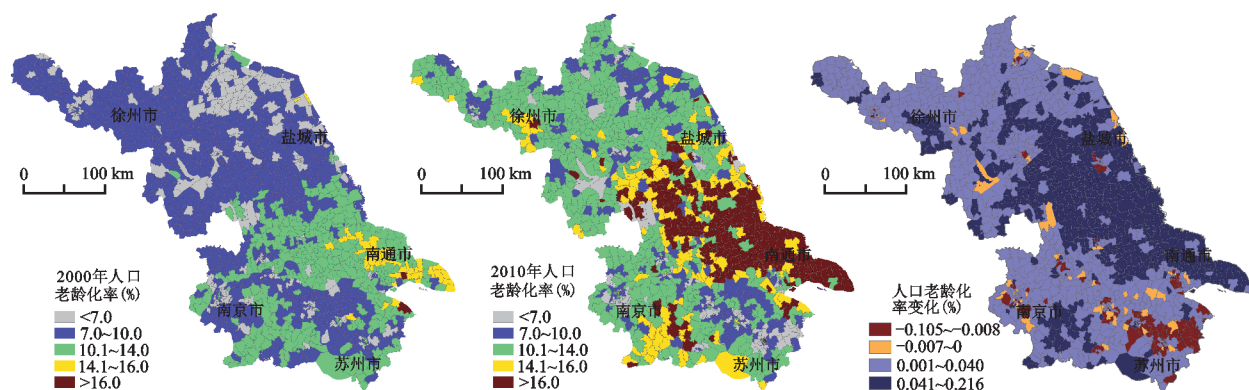 徐州市
盐城市
0 100 km
南通市
2000年人口
老龄化率(%)
<7.0
7.0~10.0
10.1~14.0
14.1~16.0
>16.0
南京市
苏州市
徐州市
盐城市
0 100 km
南通市
2010年人口
老龄化率(%)
<7.0
7.0~10.0
10.1~14.0
14.1~16.0
>16.0
南京市
苏州市
徐州市
盐城市
0 100 km
南通市
人口老龄化
率变化(%)
-0.105~-0.008
-0.007~0
0.001~0.040
0.041~0.216
南京市
苏州市